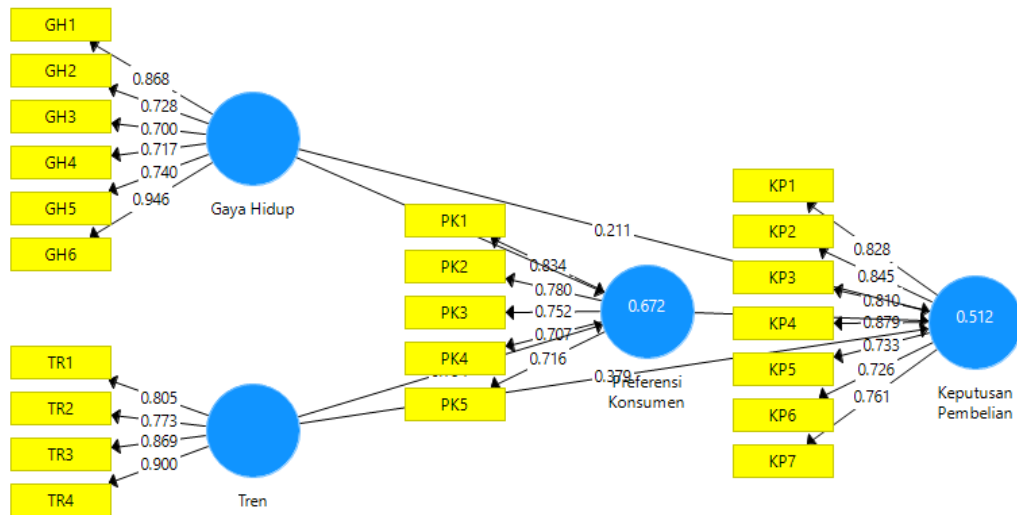 GH1
GH2
GH3
GH4
GH5
GH6
0.868
0.728
0.700
0.717
0.740
0.946
Gaya Hidup
TR1
TR2
TR3
TR4
0.805
0.773
0.869
0.900
Tren
PK1
PK2
PK3
PK4
PK5
0.834
0.780
0.752
0.707
0.716
0.672
Preferensi
Konsumen
0.211
0.379
KP1
KP2
KP3
KP4
KP5
KP6
KP7
0.828
0.845
0.810
0.879
0.733
0.726
0.761
0.512
Keputusan
Pembelian